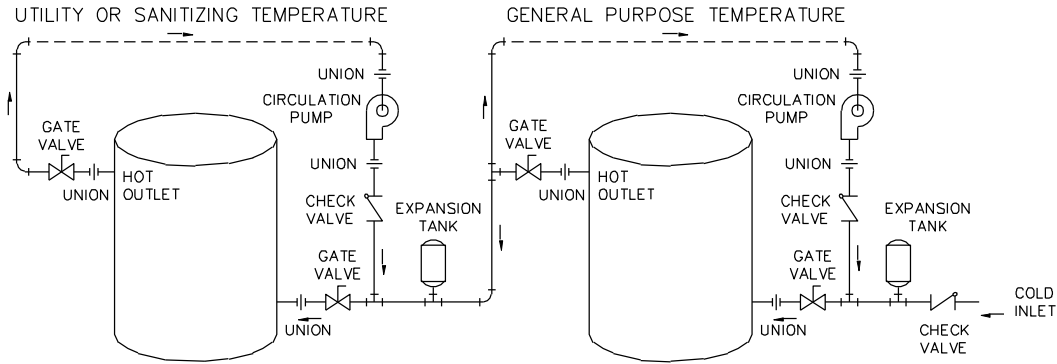 UTILITY OR SANITIZING TEMPERATURE
GENERAL PURPOSE TEMPERATURE
UNION
CIRCULATION
PUMP
GATE
VALVE
UNION
HOT
OUTLET
UNION
CHECK
VALVE
EXPANSION
TANK
GATE
VALVE
UNION
UNION
CIRCULATION
PUMP
GATE
VALVE
UNION
HOT
OUTLET
UNION
CHECK
VALVE
EXPANSION
TANK
GATE
VALVE
UNION
COLD
INLET
CHECK
VALVE